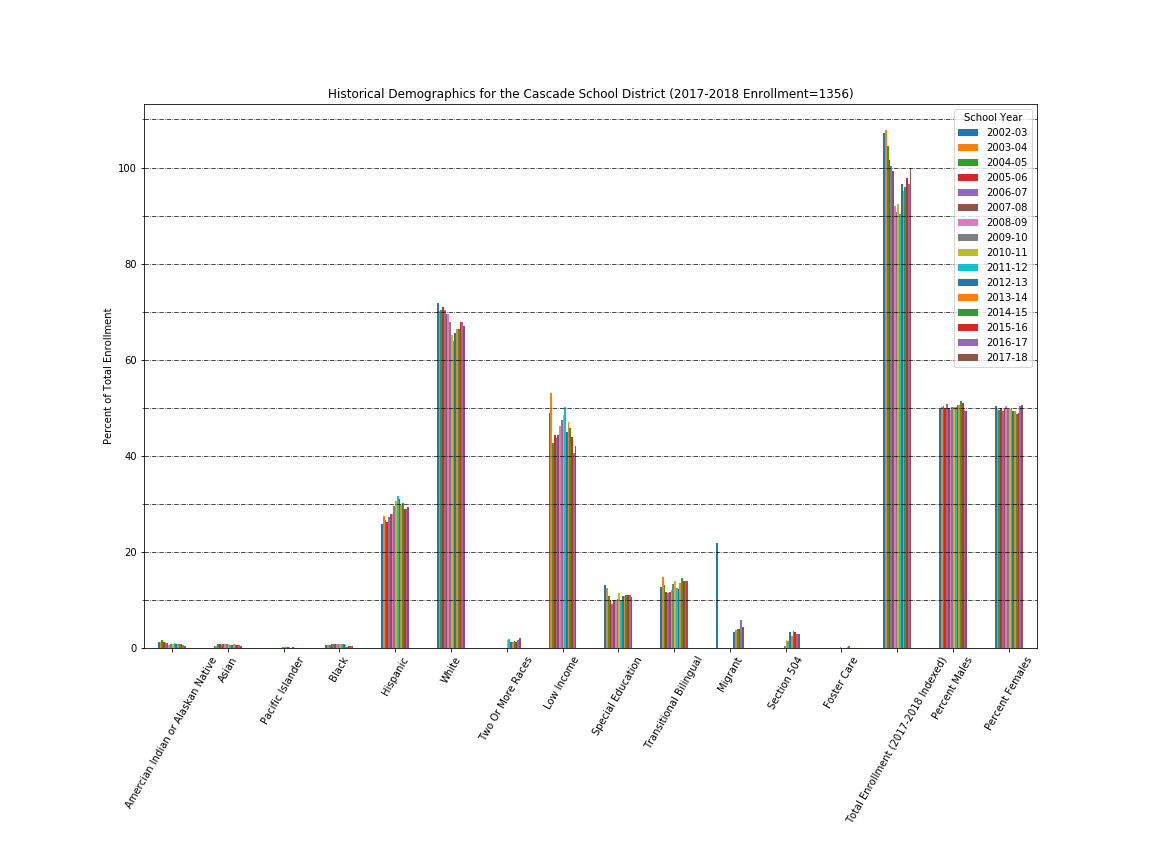 Historical Demographics for the Cascade School District (2017-2018 Enrollment=1356)
Percent of Total Enrollment
100
80
60
40
20
0
School Year
2002-03
2003-04
2004-05
2005-06
2006-07
2007-08
2008-09
2009-10
2010-11
2011-12
2012-13
2013-14
2014-15
2015-16
2016-17
2017-18
Amercian Indian or Alaskan Native
Asian
Pacific Islander
Black
Hispanic
White
Two Or More Races
Low Income
Special Education
Transitional Bilingual
Migrant
Section 504
Foster Care
Total Enrollment (2017-2018 Indexed)
Percent Males
Percent Females